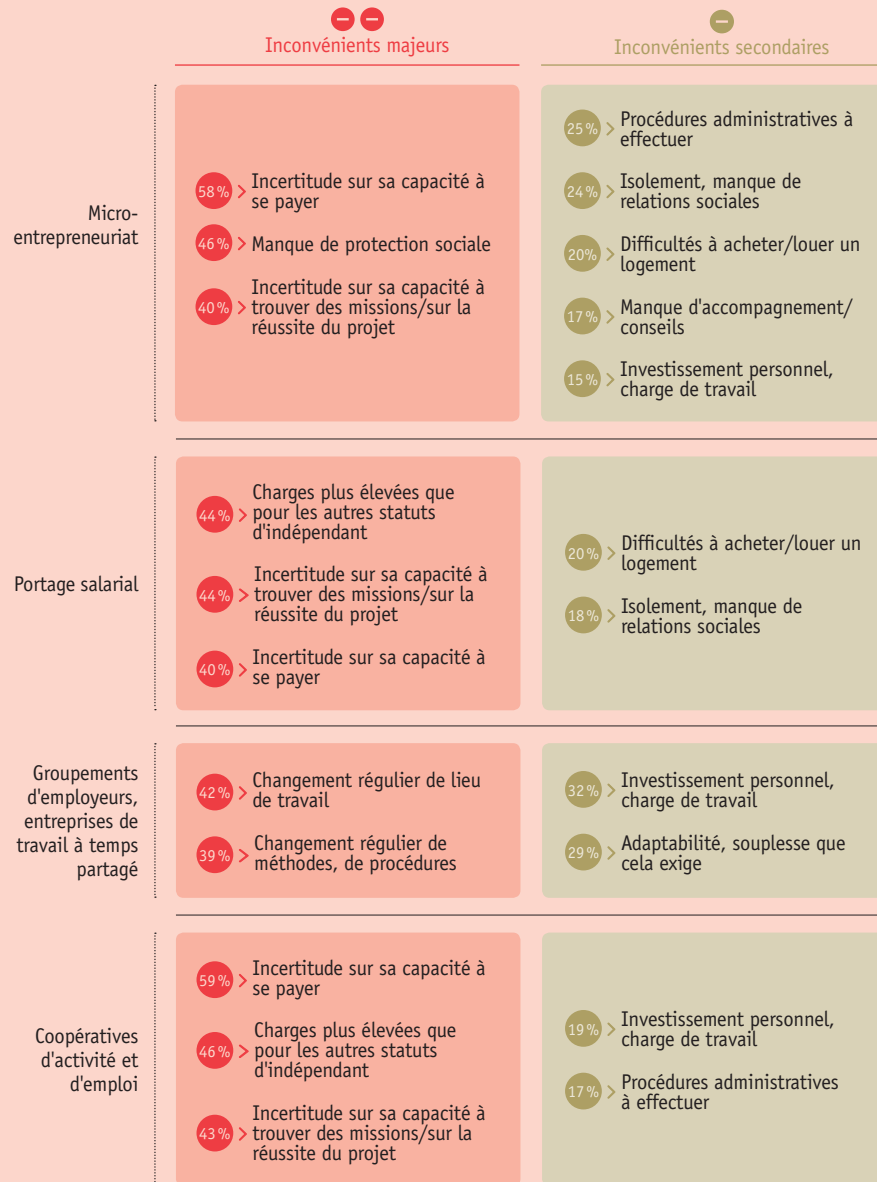 Inconvénients majeurs
Inconvénients secondaires
Micro-
entrepreneuriat
58 % > Incertitude sur sa capacité à
se payer
46 % > Manque de protection sociale
40 % > Incertitude sur sa capacité à
trouver des missions/sur la
réussite du projet
25 % > Procédures administratives à
effectuer
24 % > Isolement, manque de
relations sociales
20% > Difficultés à acheter/louer un
logement
17 % > Manque d'accompagnement/
conseils
15 % > Investissement personnel,
charge de travail
Portage salarial
44 % > Charges plus élevées que
pour les autres statuts
d'indépendant
44 % > Incertitude sur sa capacité à
trouver des missions/sur la
réussite du projet
40 % > Incertitude sur sa capacité à
se payer
20 % > Difficultés à acheter/louer un
logement
18 % > Isolement, manque de
relations sociales
Groupements
d'employeurs,
entreprises de
travail à temps
partagé
42 % > Changement régulier de lieu
de travail
39 % > Changement régulier de
méthodes, de procédures
32 % > Investissement personnel,
charge de travail
29 % > Adaptabilité, souplesse que
cela exige
Coopératives
d'activité et
d'emploi
59 % > Incertitude sur sa capacité à
se payer
46 % > Charges plus élevées que
pour les autres statuts
d'indépendant
43 % > Incertitude sur sa capacité à
trouver des missions/sur la
réussite du projet
19 % > Investissement personnel,
charge de travail
17 % > Procédures administratives
à effectuer